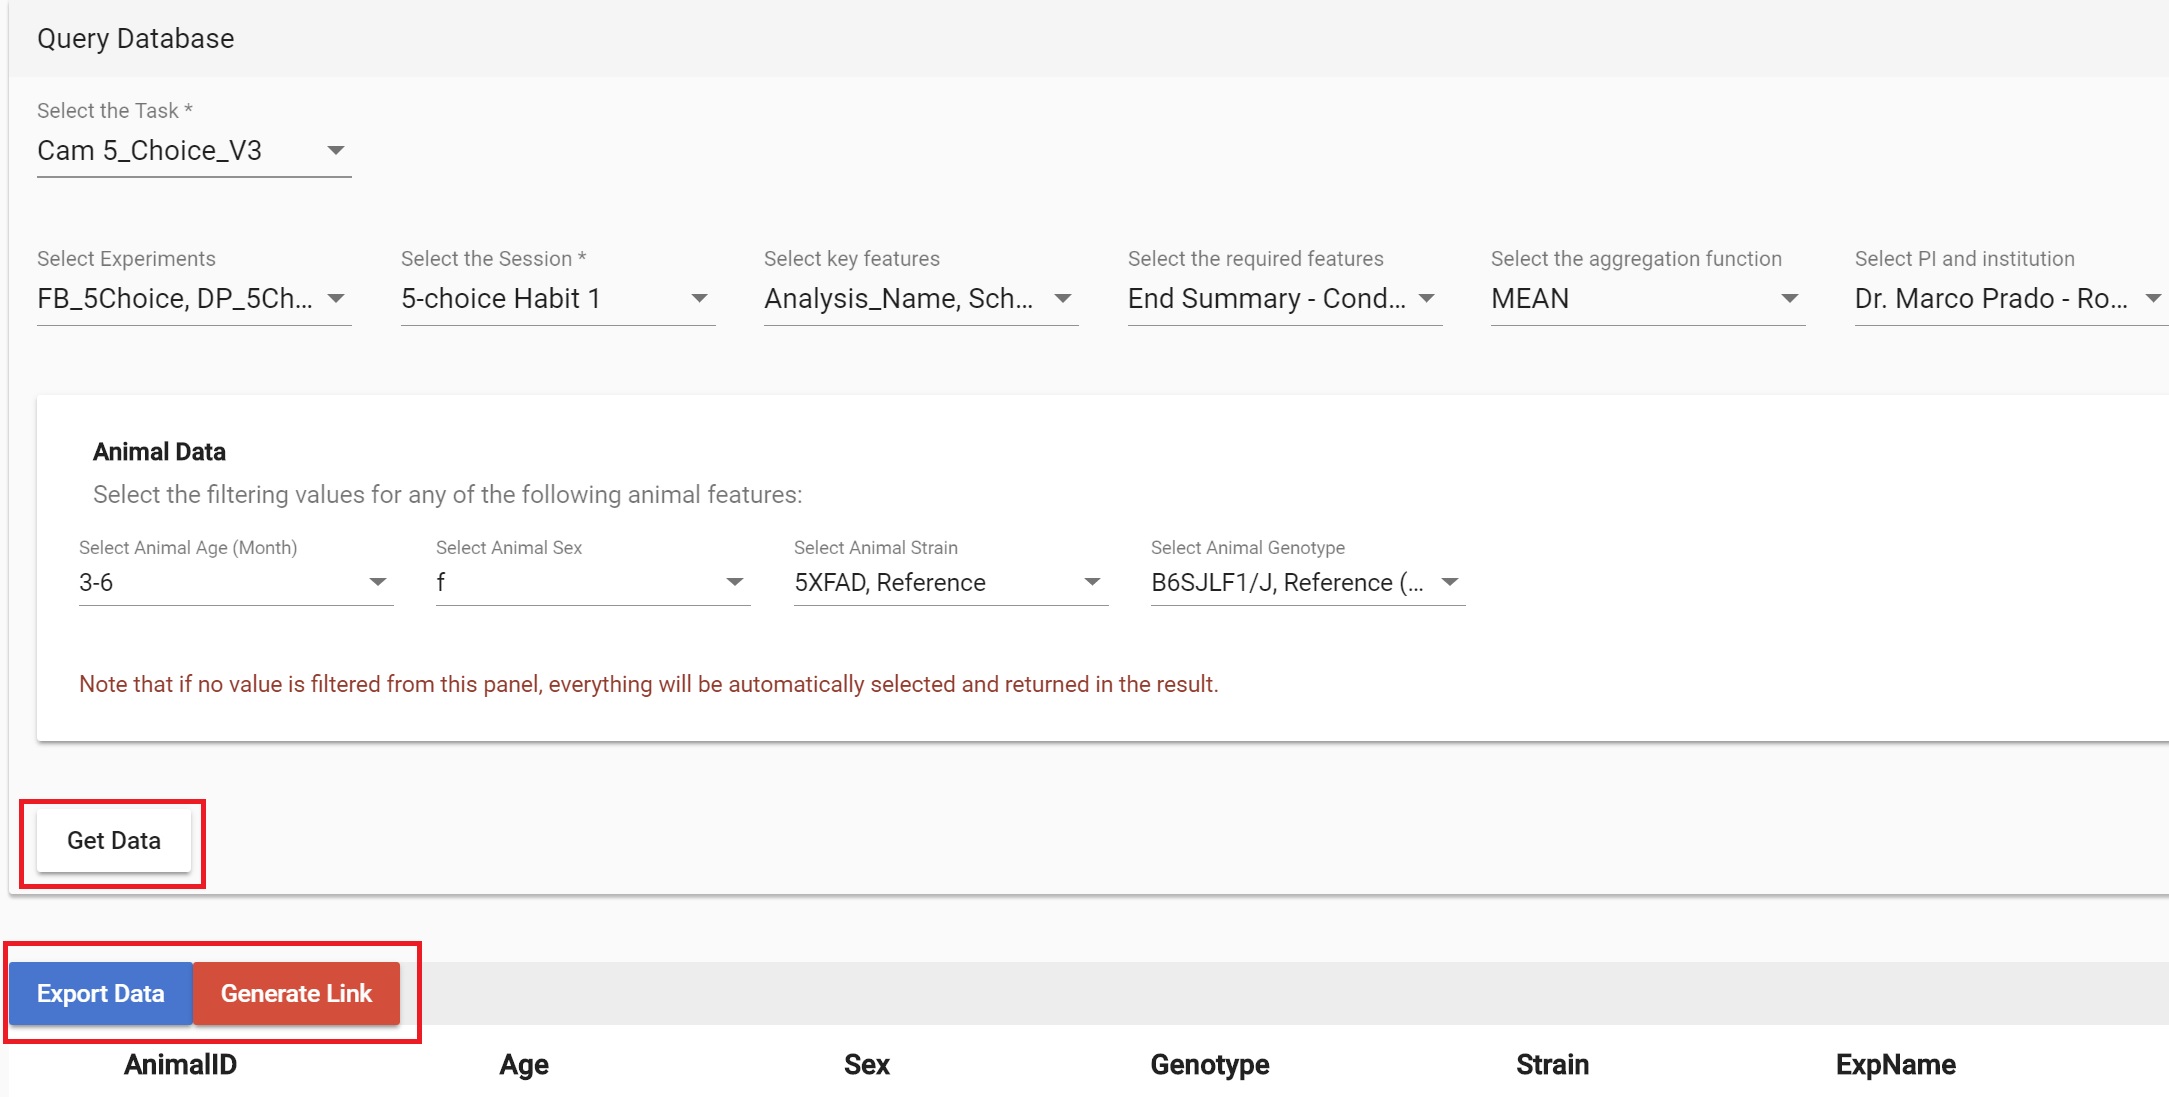 Query Database
Select the Task *
Cam 5_Choice_V3
Select Experiments Select the Session * Select key features Select the required features Select the aggregation function Select PI and institution
FB_5Choice, DP_5Ch... 5-choice Habit 1 Analysis_Name, Sch... End Summary - Cond... MEAN Dr. Marco Prado - Ro...
Animal Data
Select the filtering values for any of the following animal features:
Select Animal Age (Month) Select Animal Sex Select Animal Strain Select Animal Genotype
3-6 f 5XFAD, Reference B6SJLF1/J, Reference (...
Note that if no value is filtered from this panel, everything will be automatically selected and returned in the result.
Get Data
Export Data Generate Link
AnimalID Age Sex Genotype Strain ExpName